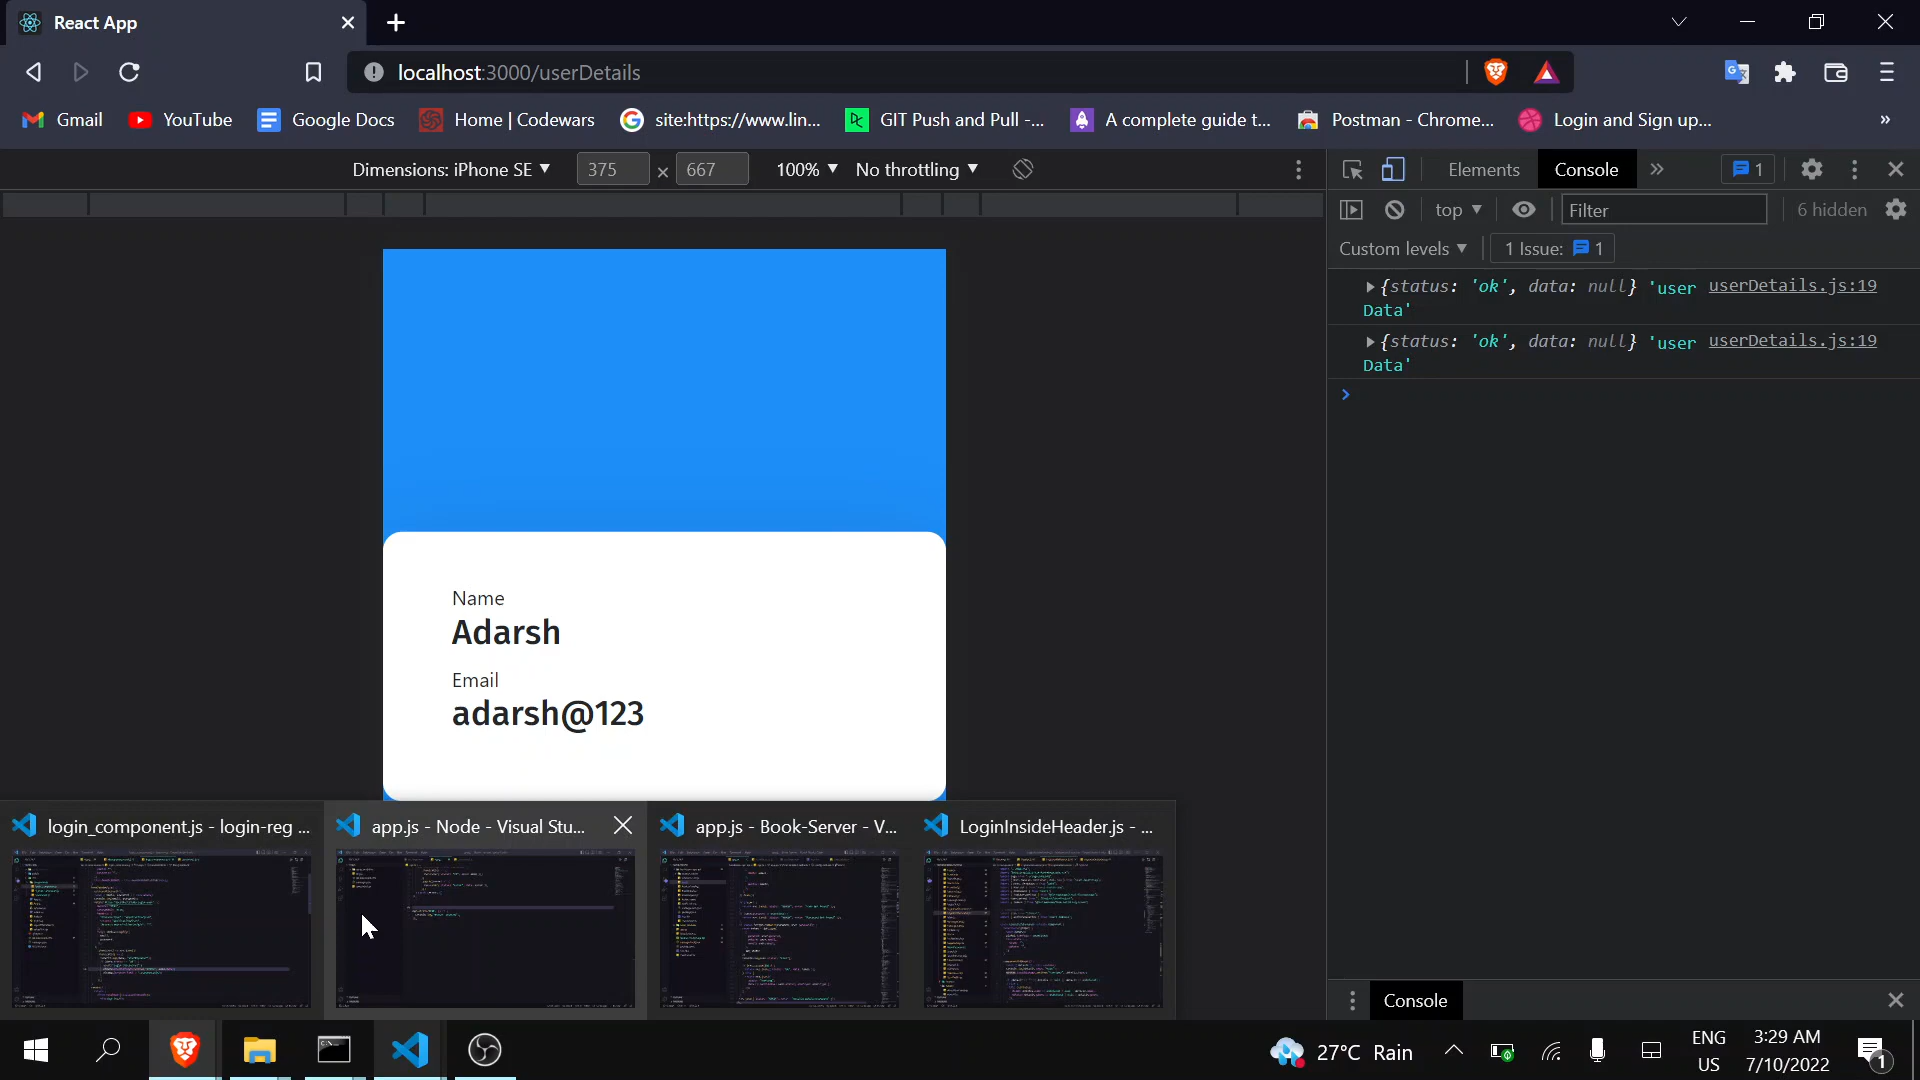 React App
localhost:3000/userDetails
Gmail YouTube Google Docs Home | Codewars site:https://www.lin... GIT Push and Pull -... A complete guide t... Postman - Chrome... Login and Sign up... »
Dimensions: iPhone SE ▼ 375 × 667 100% ▼ No throttling ▼
Elements Console » 1
top ▼ Filter 6 hidden
Custom levels ▼ 1 Issue: 1
▶{status: 'ok', data: null} 'user userDetails.js:19
Data'
▶{status: 'ok', data: null} 'user userDetails.js:19
Data'
Name
Adarsh
Email
adarsh@123
login_component.js - login-reg ... app.js - Node - Visual Stu... app.js - Book-Server - V... LoginInsideHeader.js - ...
Console
27°C Rain
ENG
US
3:29 AM
7/10/2022
1